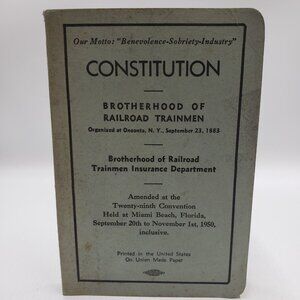 Our Motto: "Benevolence-Sobriety-Industry"
CONSTITUTION
BROTHERHOOD OF
RAILROAD TRAINMEN
Organized at Oneonta, N. Y., September 23, 1883
Brotherhood of Railroad
Trainmen Insurance Department
Amended at the
Twenty-ninth Convention
Held at Miami Beach, Florida,
September 20th to November 1st, 1950,
inclusive.
Printed in the United States
On Union Made Paper